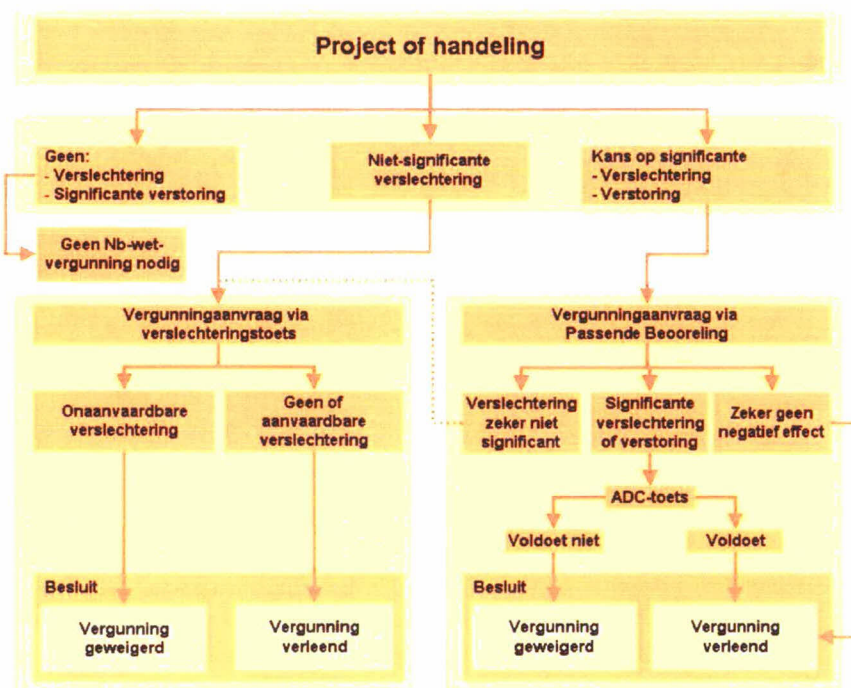 Project of handeling
Geen:
- Verslechtering
- Significante verstoring
Niet-significante
verslechtering
Kans op significante
- Verslechtering
- Verstoring
Geen Nb-wet-
vergunning nodig
Vergunningaanvraag via
verslechteringstoets
Vergunningaanvraag via
Passende Beooreling
Onaanvaardbare
verslechtering
Geen of
aanvaardbare
verslechtering
Verslechtering
zeker niet
significant
Significante
verslechtering
of verstoring
Zeker geen
negatief effect
ADC-toets
Voldoet niet
Voldoet
Besluit
Vergunning
geweigerd
Vergunning
verleend
Besluit
Vergunning
geweigerd
Vergunning
verleend